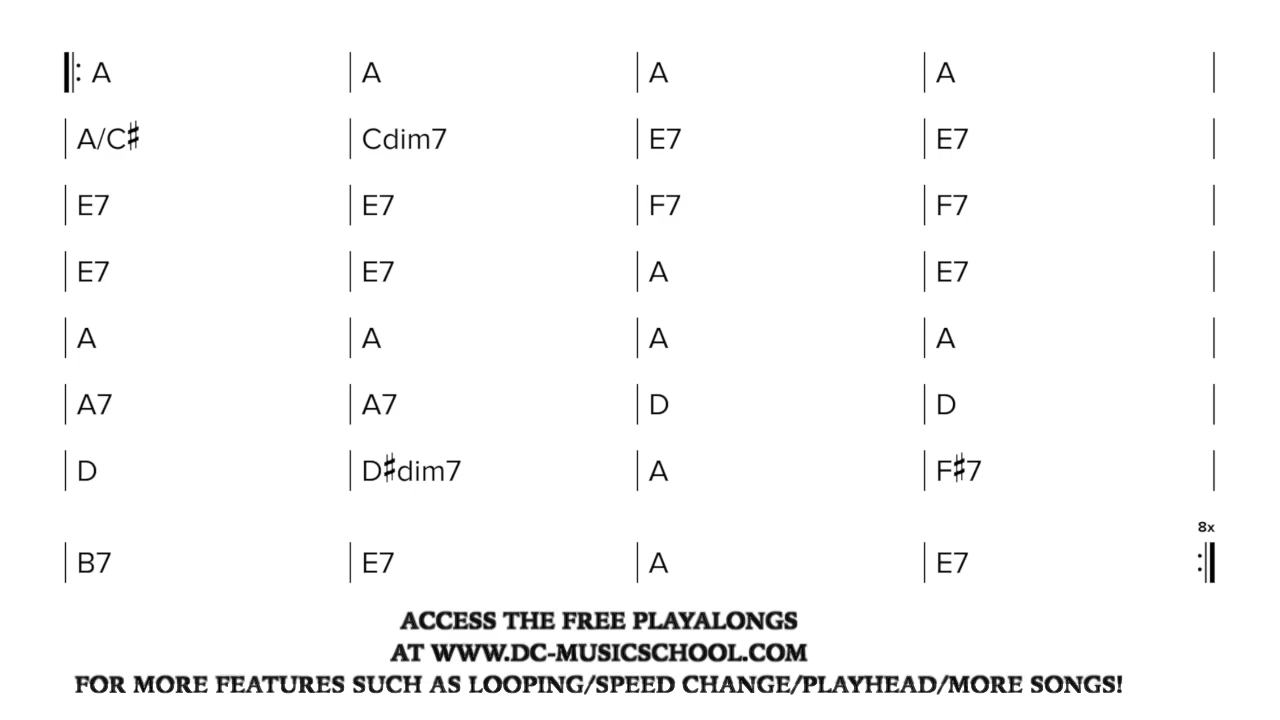 A A A A
A/C♯ Cdim7 E7 E7
E7 E7 F7 F7
E7 E7 A E7
A A A A
A7 A7 D D
D D♯dim7 A F♯7
8x
B7 E7 A E7
ACCESS THE FREE PLAYALONGS
AT WWW.DC-MUSICSCHOOL.COM
FOR MORE FEATURES SUCH AS LOOPING/SPEED CHANGE/PLAYHEAD/MORE SONGS!